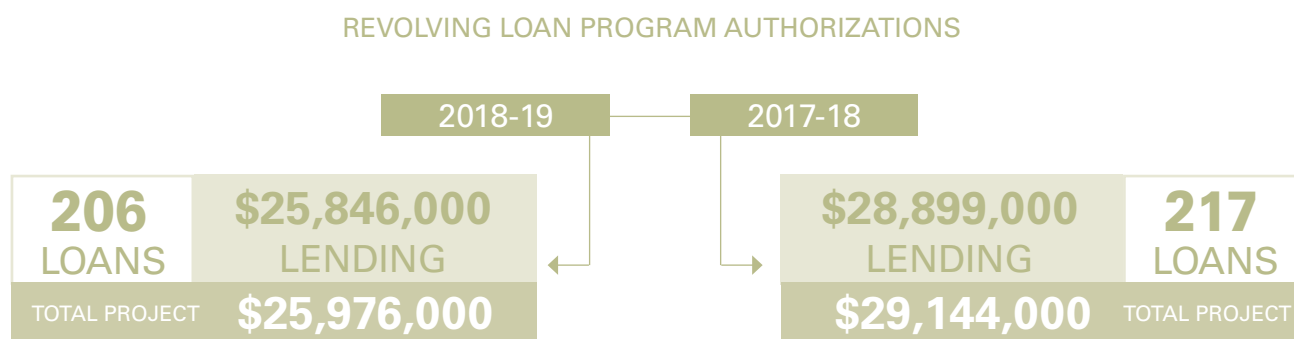 REVOLVING LOAN PROGRAM AUTHORIZATIONS
2018-19
2017-18
206
LOANS
$25,846,000
LENDING
TOTAL PROJECT $25,976,000
$28,899,000
LENDING
217
LOANS
$29,144,000 TOTAL PROJECT